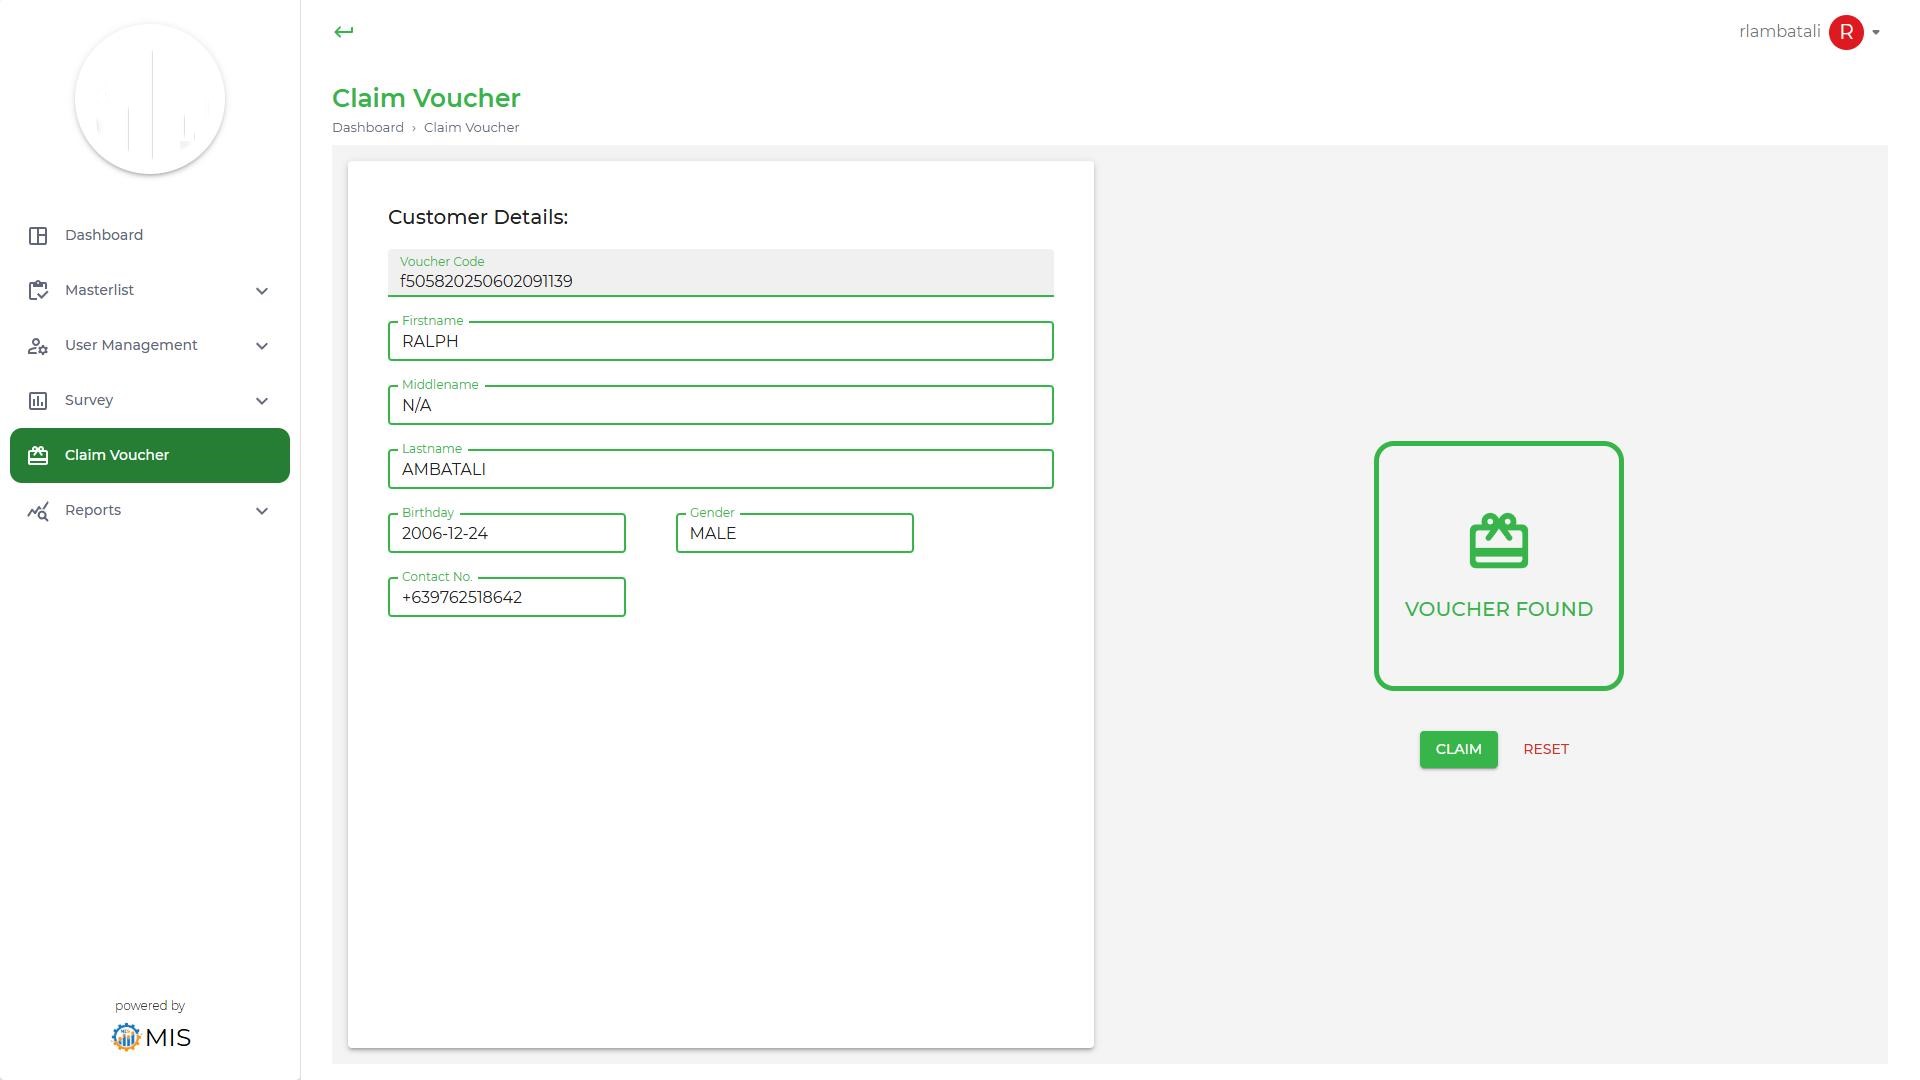 rlambatali
R
Claim Voucher
Dashboard › Claim Voucher
Dashboard
Masterlist
User Management
Survey
Claim Voucher
Reports
powered by
MIS
Customer Details:
Voucher Code
f505820250602091139
Firstname
RALPH
Middlename
N/A
Lastname
AMBATALI
Birthday
2006-12-24
Gender
MALE
Contact No.
+639762518642
VOUCHER FOUND
CLAIM
RESET